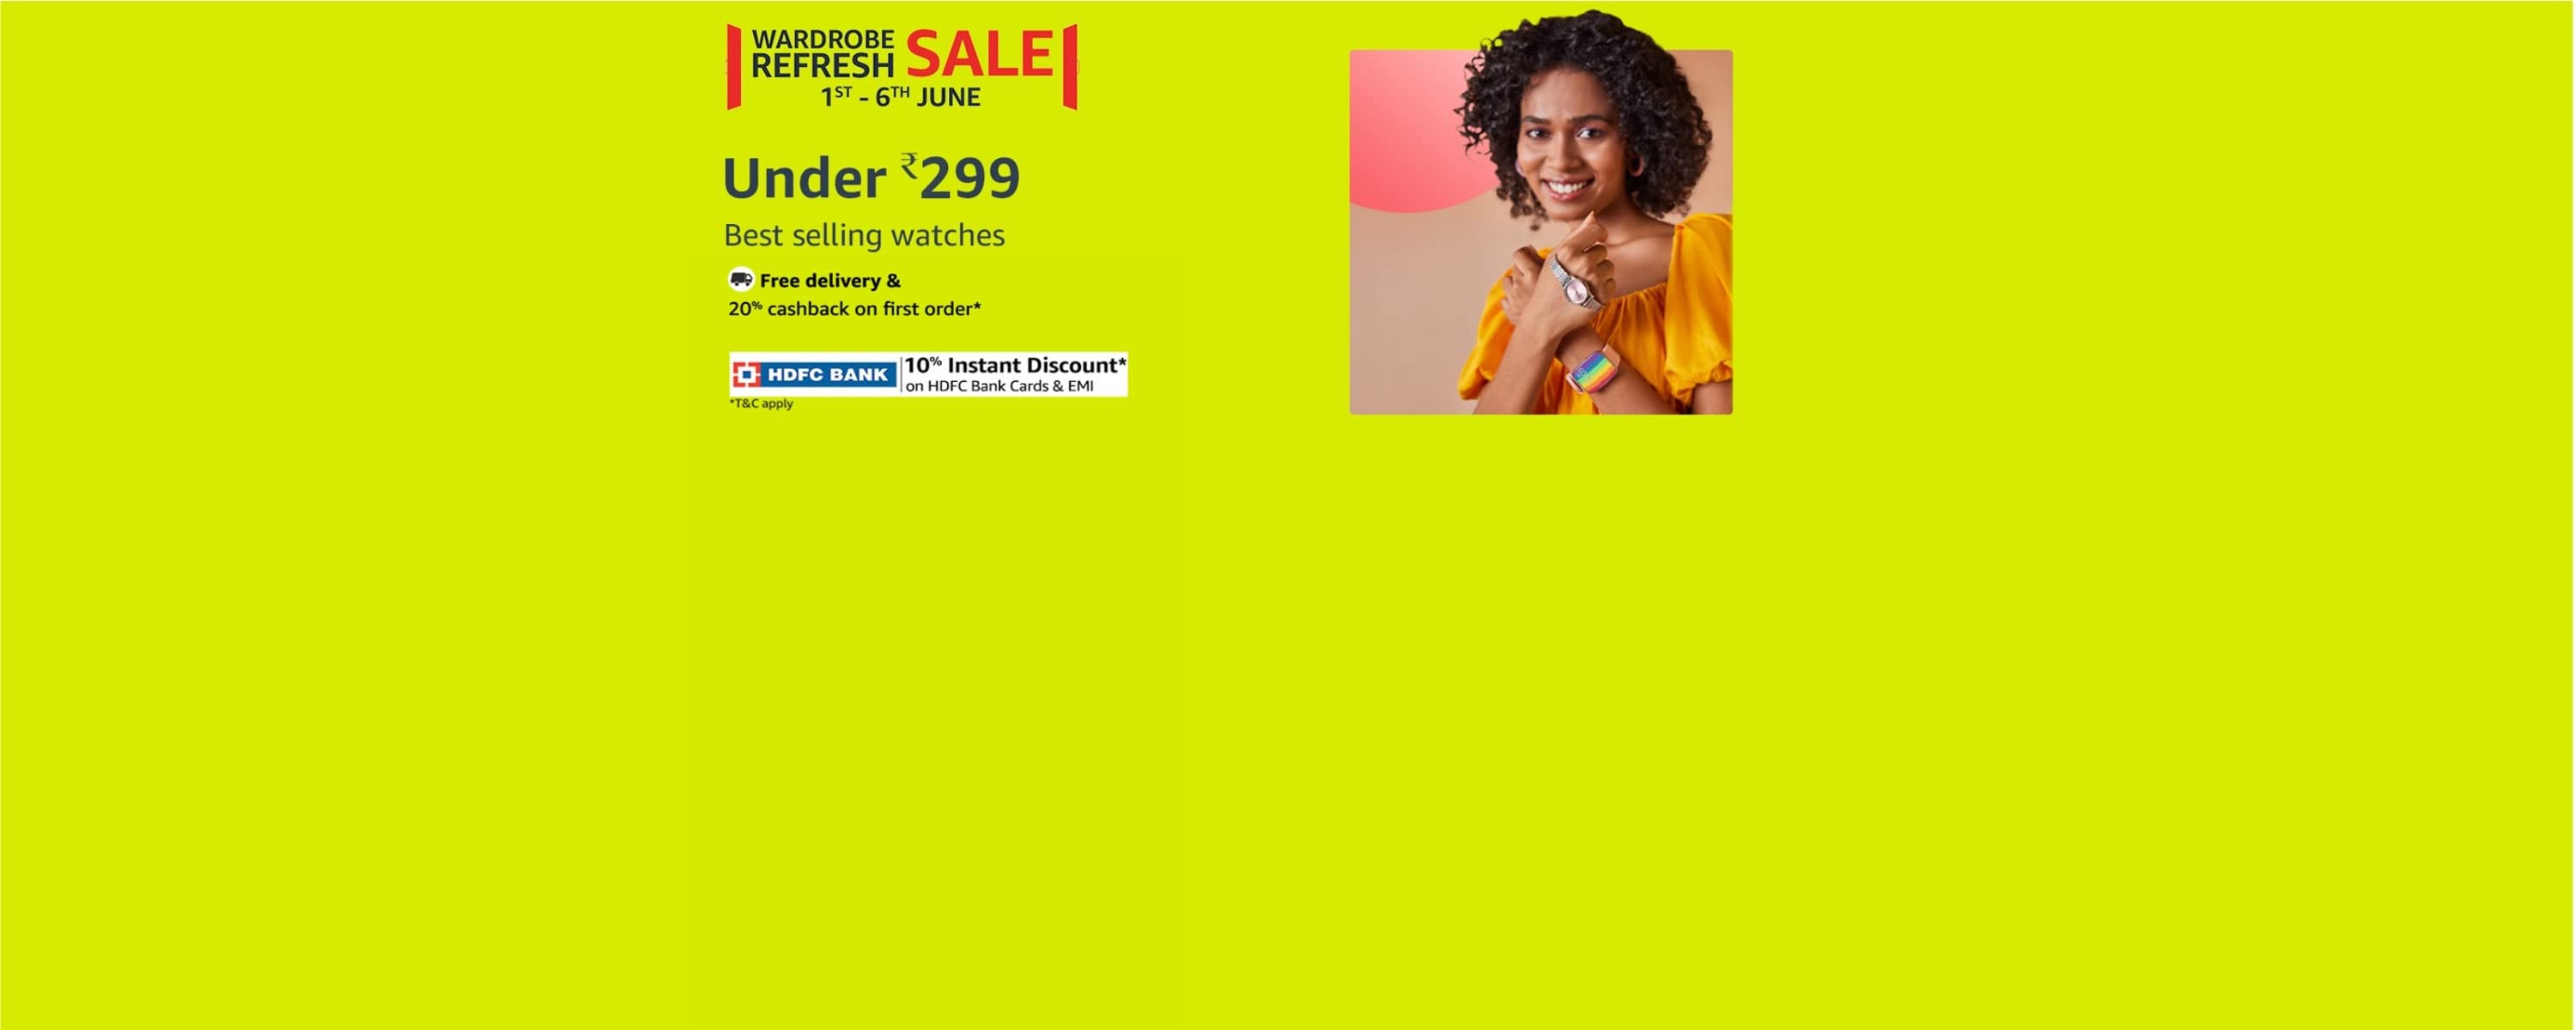 WARDROBE
REFRESH SALE
1ST - 6TH JUNE
Under ₹299
Best selling watches
Free delivery &
20% cashback on first order*
HDFC BANK
10% Instant Discount*
on HDFC Bank Cards & EMI
*T&C apply